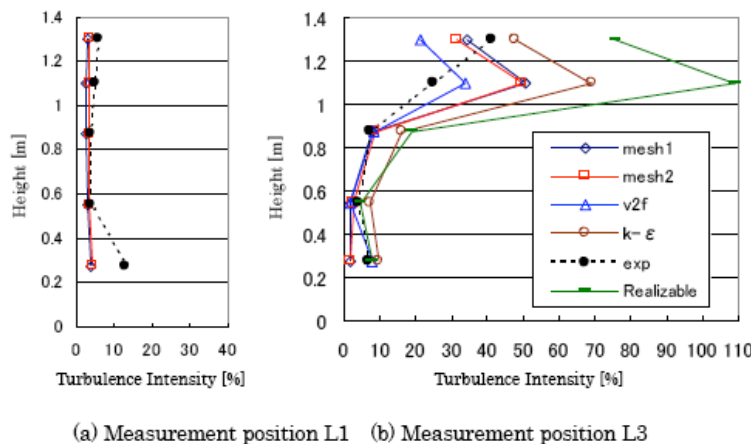 1.4
1.2
1
0.8
0.6
0.4
0.2
0
Height [m]
0 10 20 30 40
Turbulence Intensity [%]
1.4
1.2
1
0.8
0.6
0.4
0.2
0
Height [m]
mesh1
mesh2
v2f
k-ε
exp
Realizable
0 10 20 30 40 50 60 70 80 90 100 110
Turbulence Intensity [%]
(a) Measurement position L1 (b) Measurement position L3